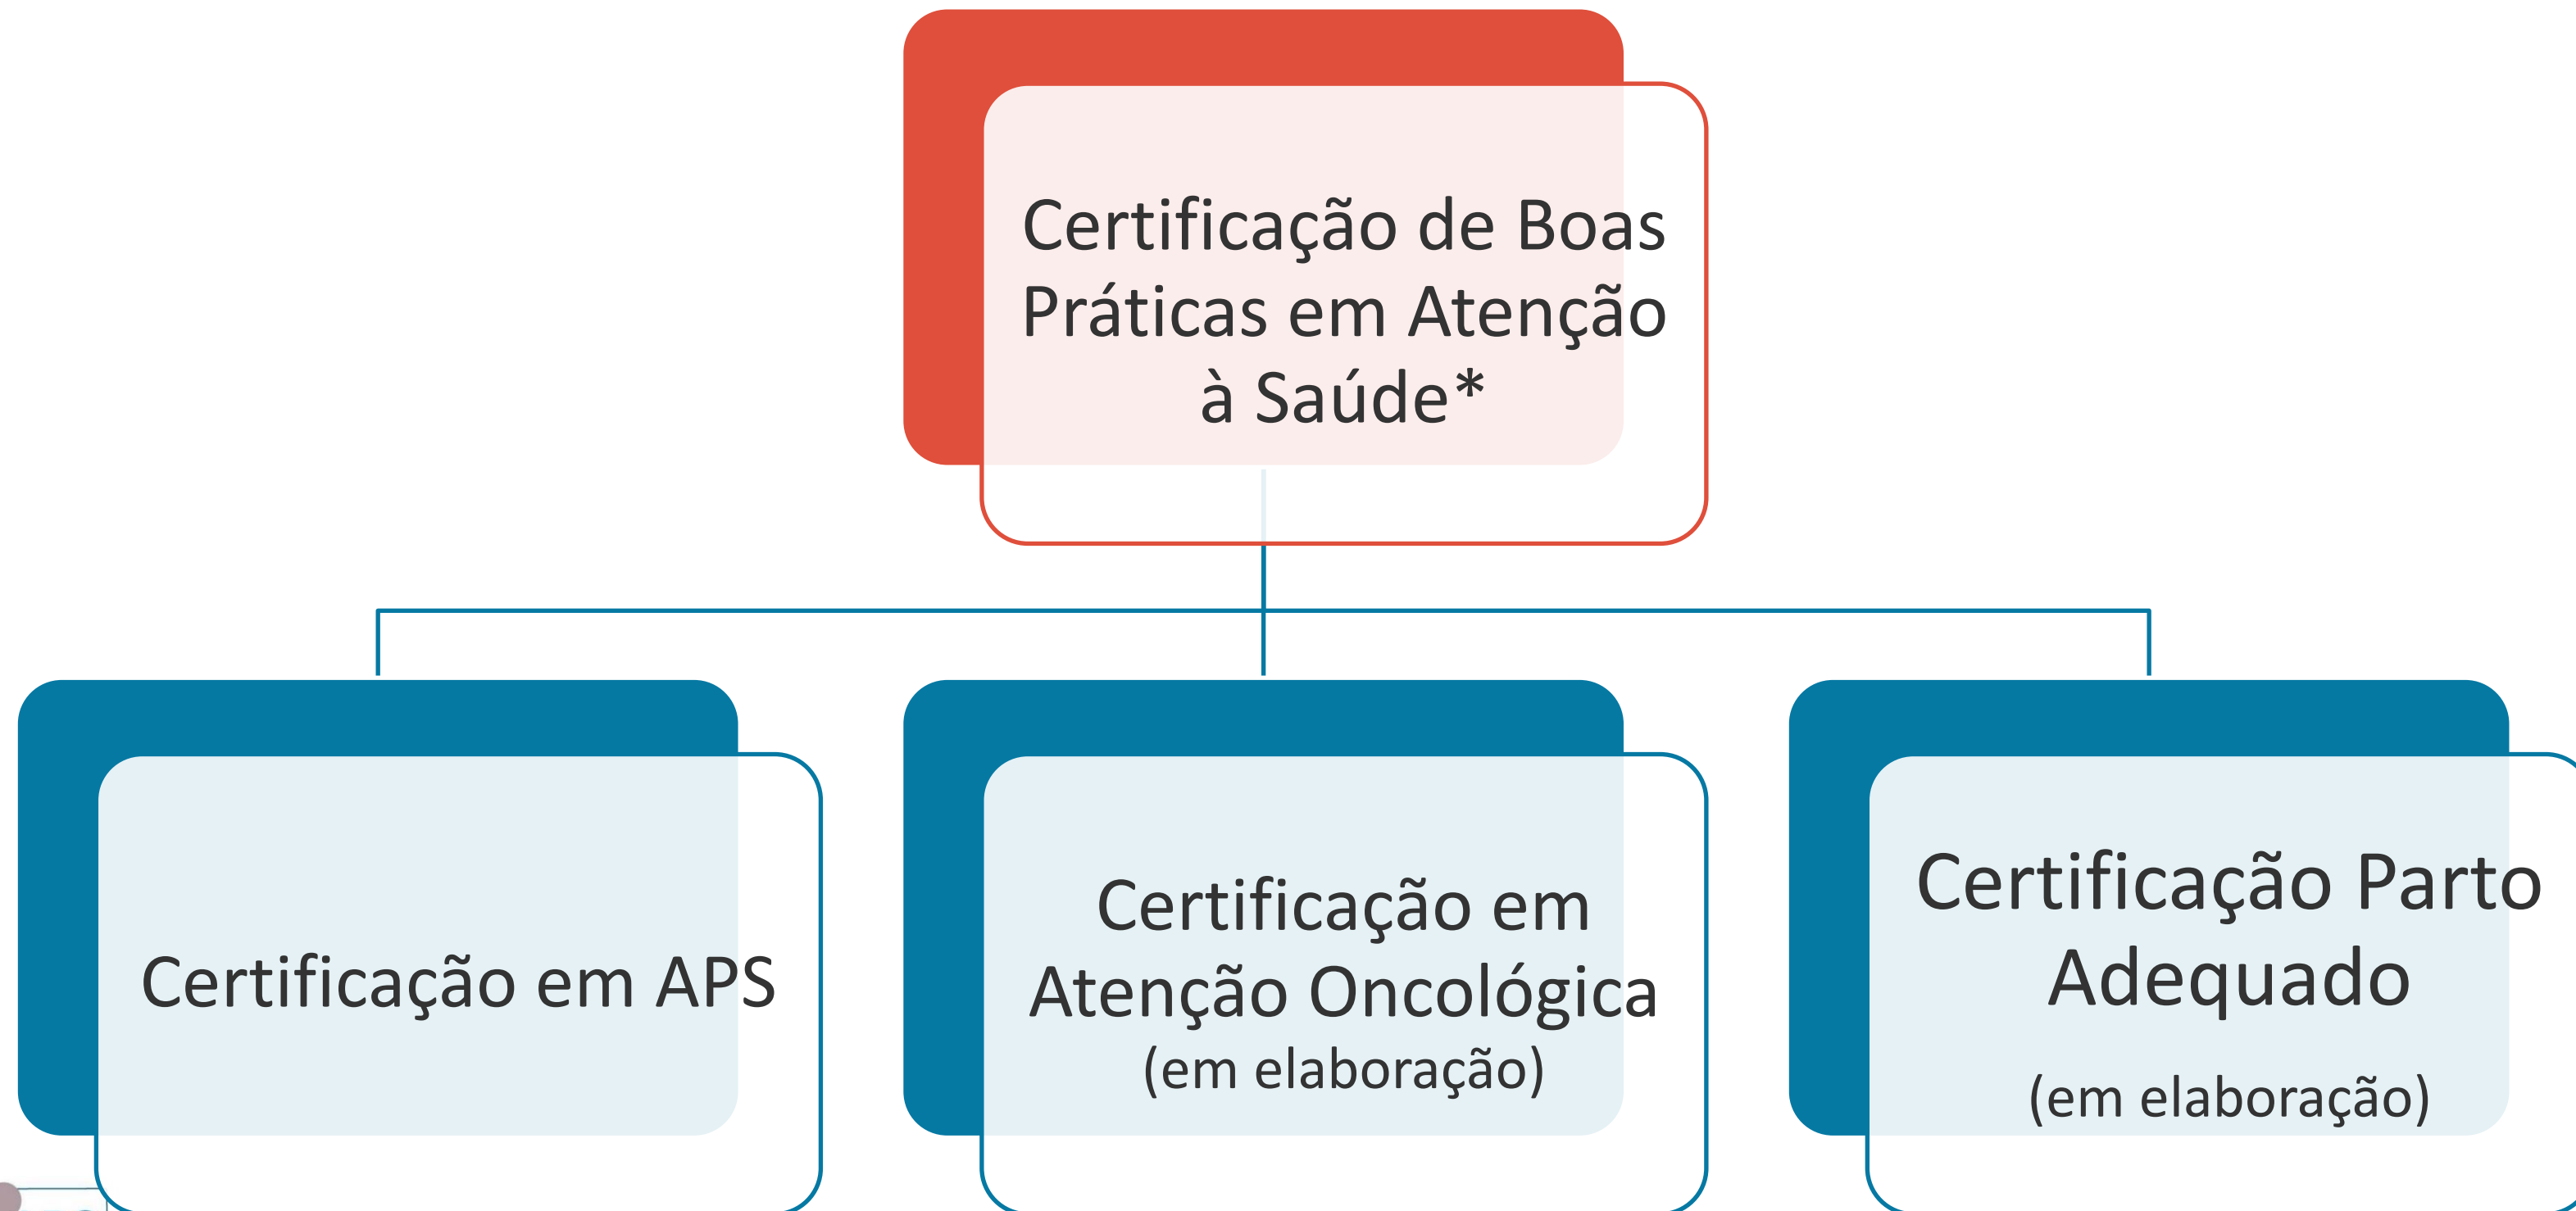 Certificação de Boas
Práticas em Atenção
à Saúde*
Certificação em APS
Certificação em
Atenção Oncológica
(em elaboração)
Certificação Parto
Adequado
(em elaboração)